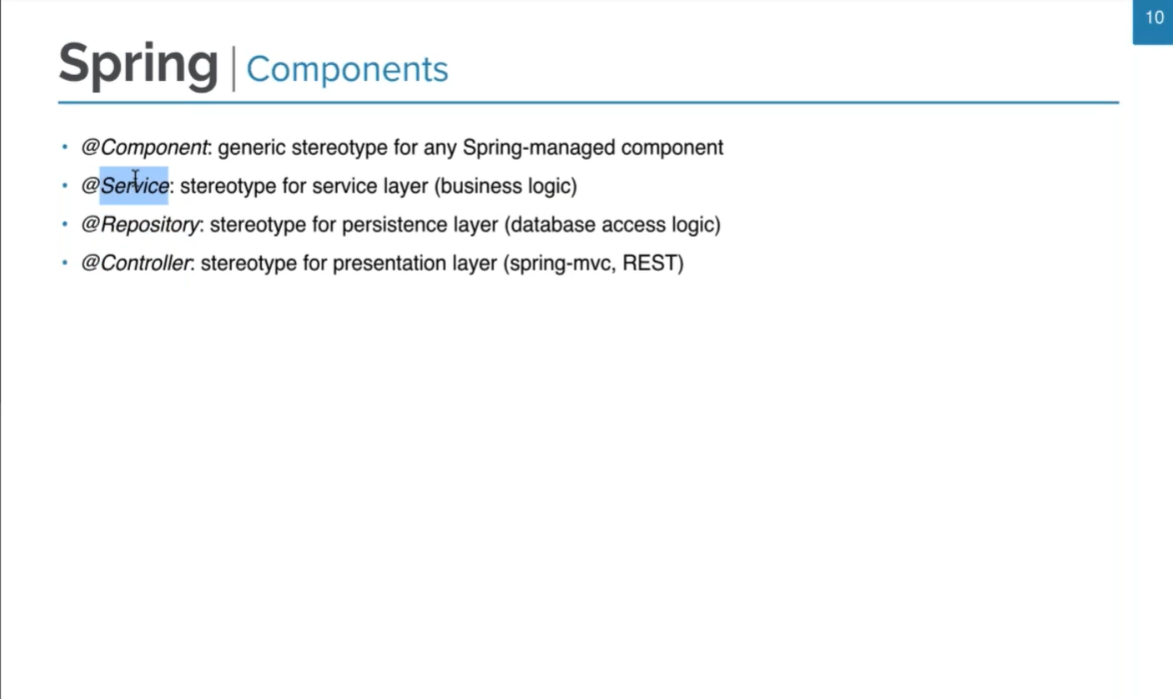 10
Spring | Components
• @Component: generic stereotype for any Spring-managed component
• @Service: stereotype for service layer (business logic)
• @Repository: stereotype for persistence layer (database access logic)
• @Controller: stereotype for presentation layer (spring-mvc, REST)